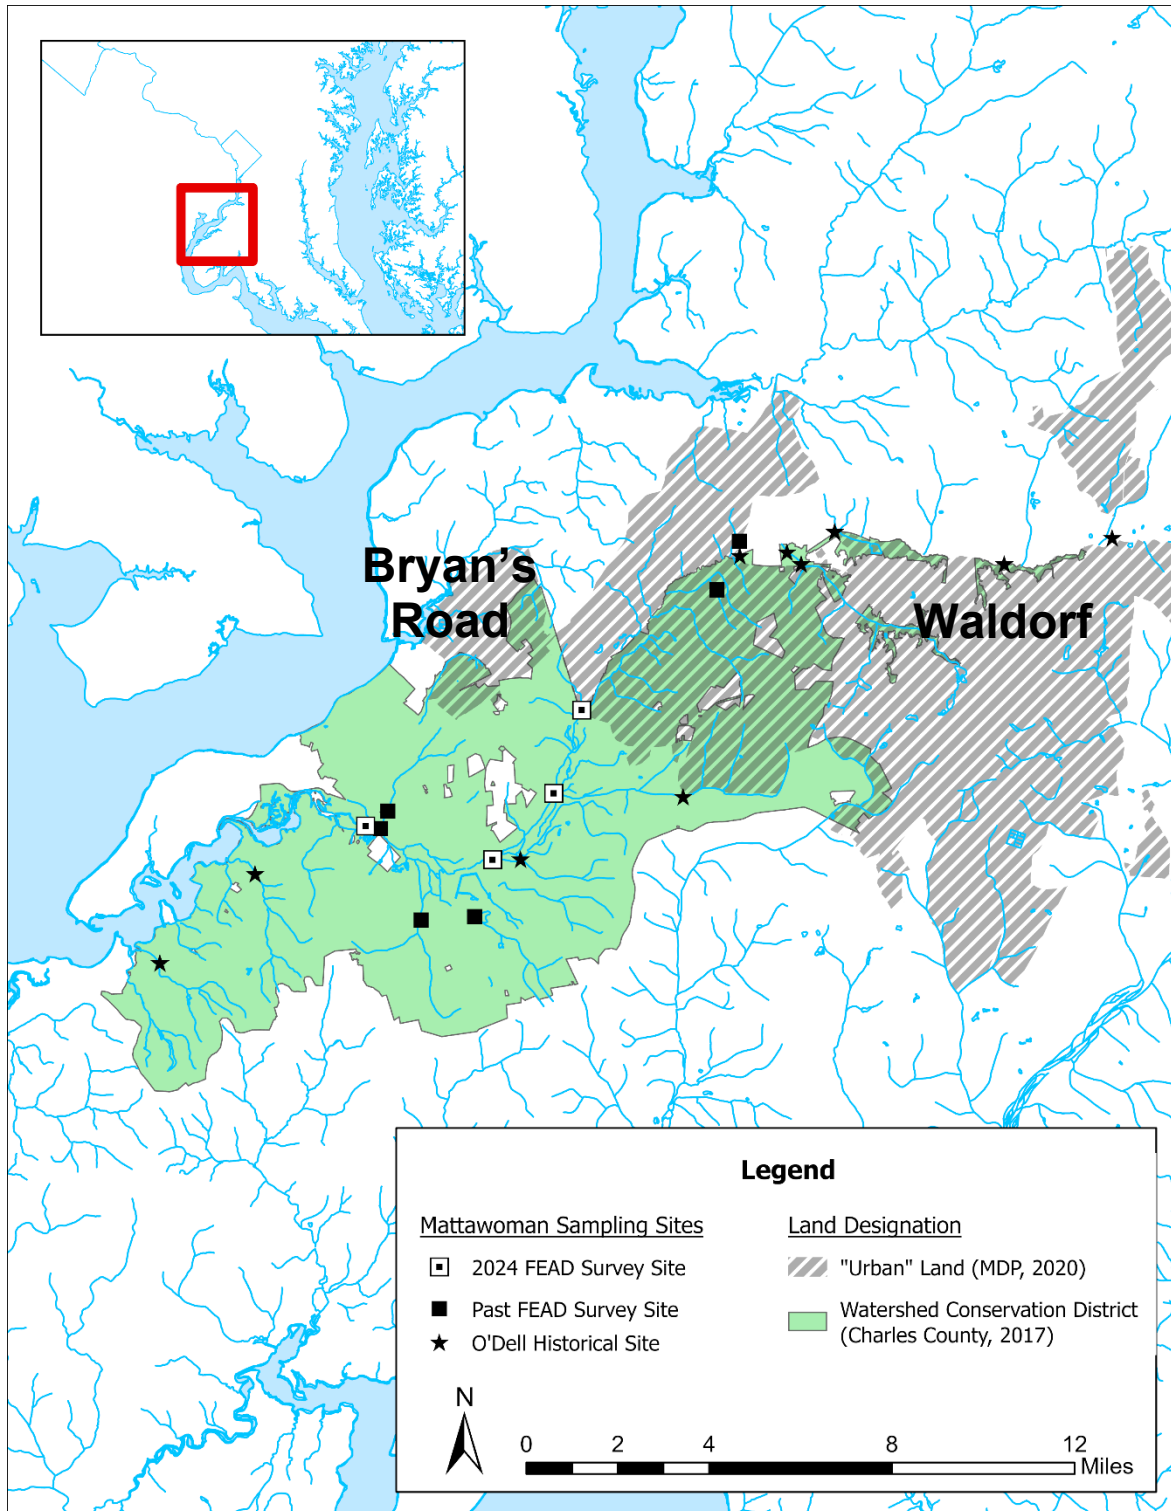 Bryan's
Road
Waldorf
Legend
Mattawoman Sampling Sites
2024 FEAD Survey Site
Past FEAD Survey Site
O'Dell Historical Site
Land Designation
"Urban" Land (MDP, 2020)
Watershed Conservation District
(Charles County, 2017)
N
0 2 4 8 12
Miles